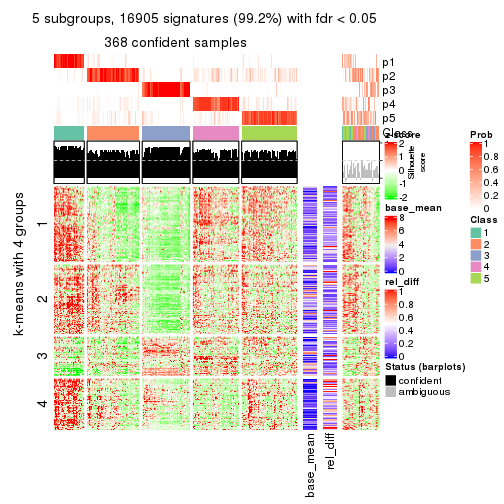 5 subgroups, 16905 signatures (99.2%) with fdr < 0.05
368 confident samples
p1
p2
p3
p4
p5
Class
Silhouette
score
k-means with 4 groups
1
2
3
4
base_mean
rel_diff
z-score
2
1
0
-1
-2
base_mean
8
6
4
2
0
rel_diff
1
0.8
0.6
0.4
0.2
0
Status (barplots)
confident
ambiguous
Prob
1
0.8
0.6
0.4
0.2
0
Class
1
2
3
4
5